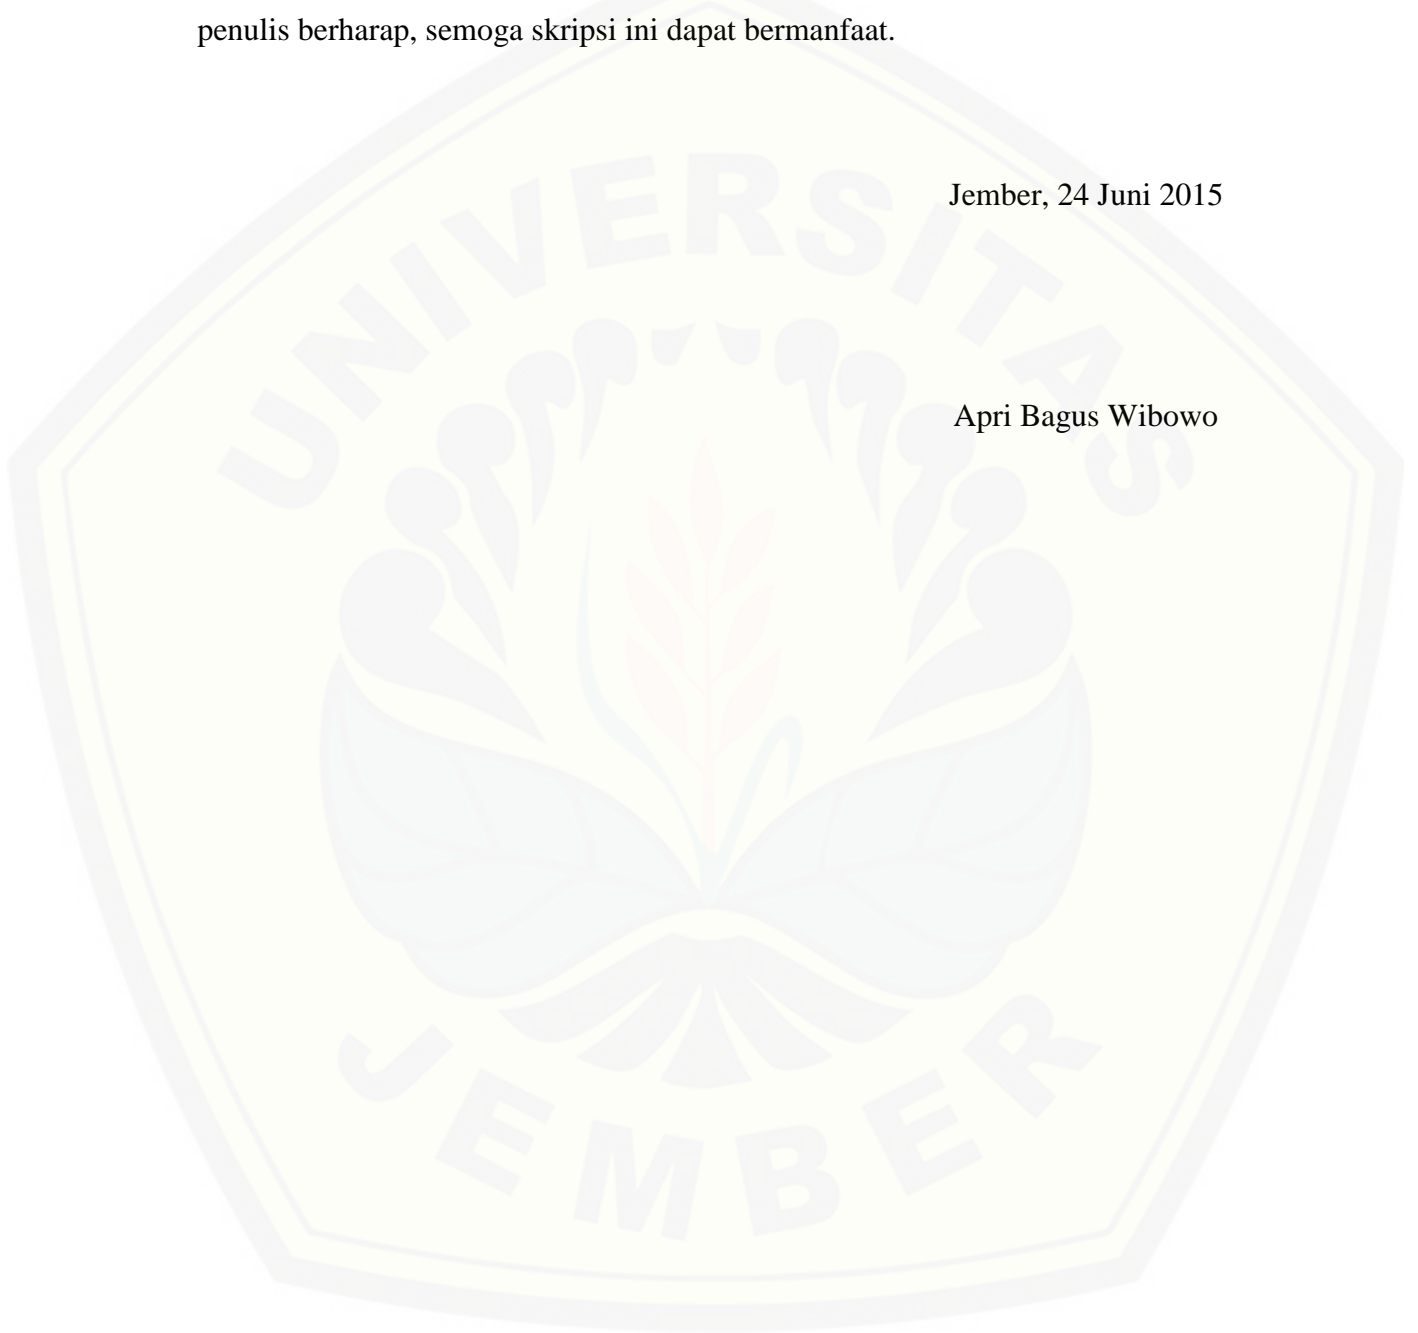 penulis berharap, semoga skripsi ini dapat bermanfaat.
Jember, 24 Juni 2015
Apri Bagus Wibowo
UNIVERSITAS
JEMBER